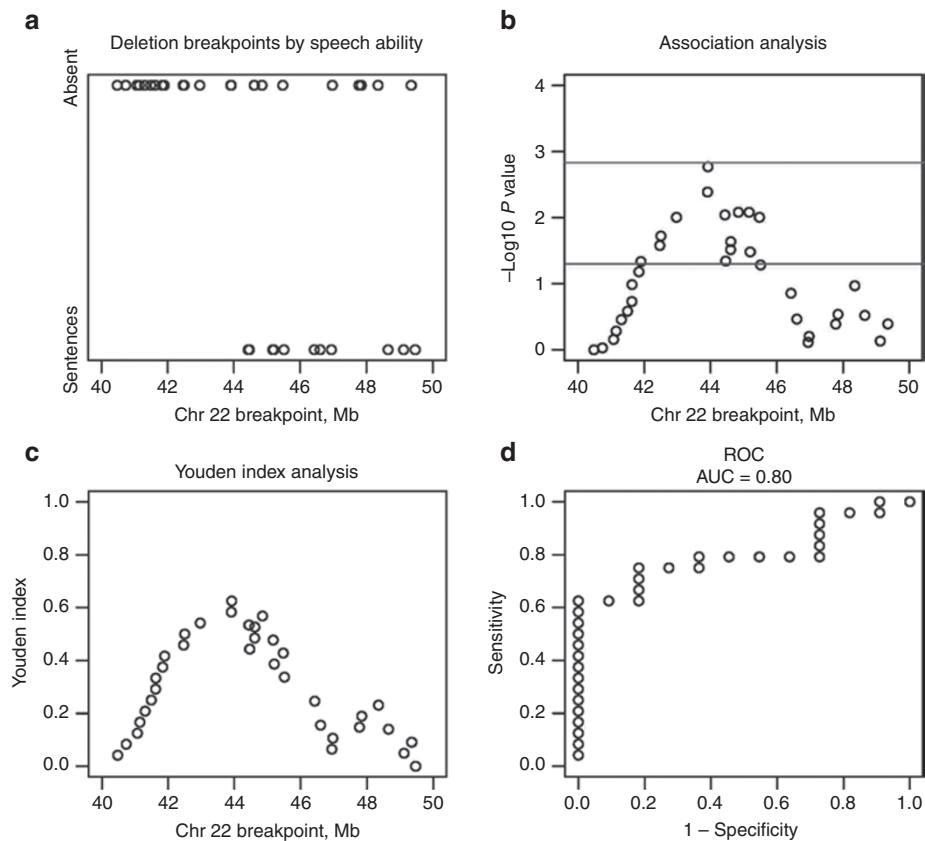 a
Deletion breakpoints by speech ability
Absent
Sentences
40 42 44 46 48 50
Chr 22 breakpoint, Mb
b
Association analysis
4
3
2
1
0
–Log10 P value
40 42 44 46 48 50
Chr 22 breakpoint, Mb
c
Youden index analysis
1.0
0.8
0.6
0.4
0.2
0.0
Youden index
40 42 44 46 48 50
Chr 22 breakpoint, Mb
d
ROC
AUC = 0.80
1.0
0.8
0.6
0.4
0.2
0.0
Sensitivity
0.0 0.2 0.4 0.6 0.8 1.0
1 – Specificity